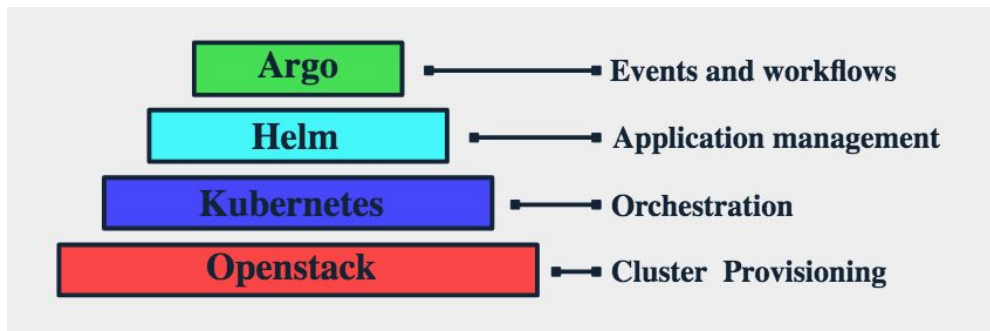 Argo
Events and workflows
Helm
Application management
Kubernetes
Orchestration
Openstack
Cluster Provisioning